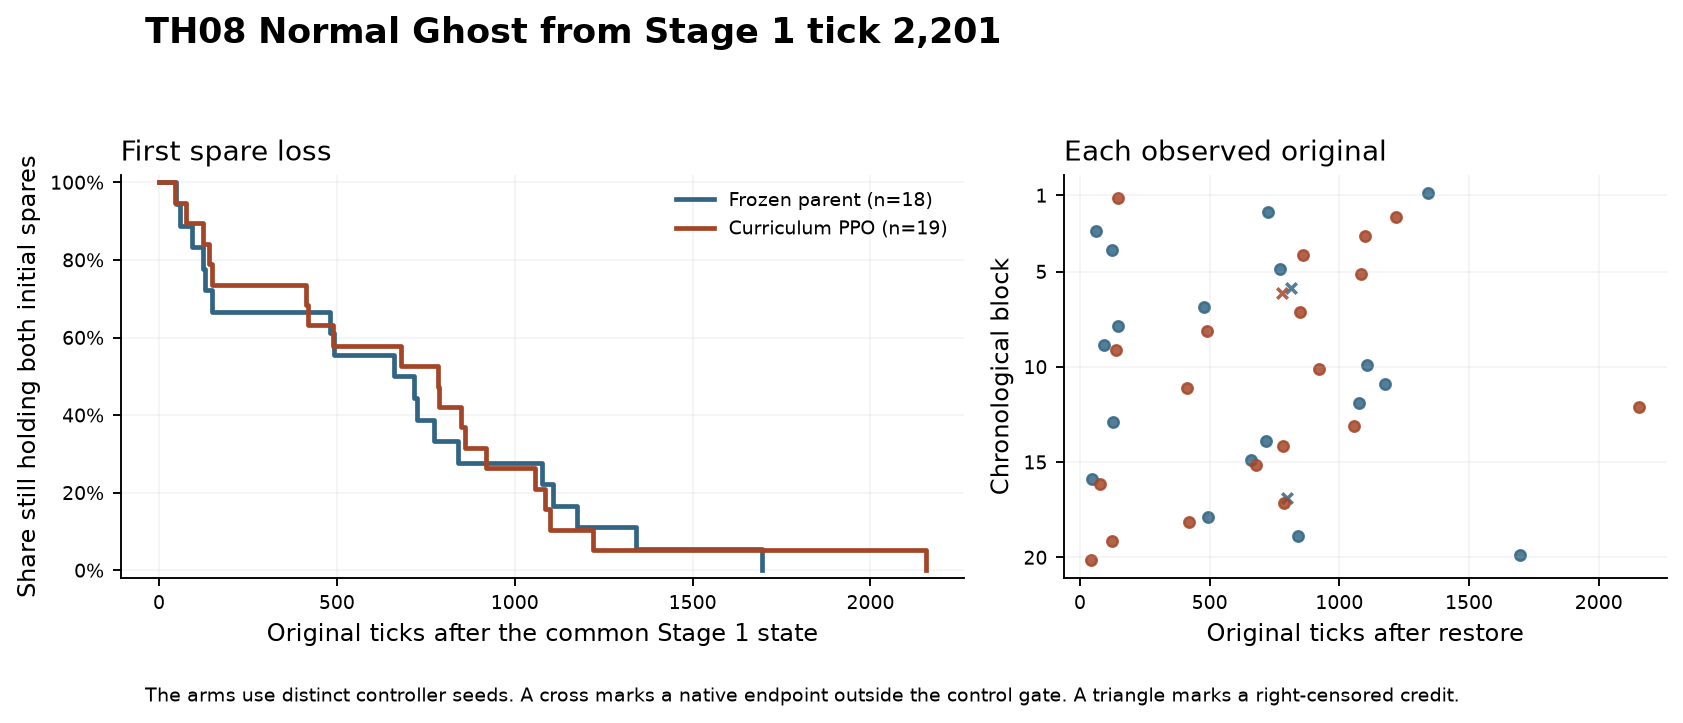 TH08 Normal Ghost from Stage 1 tick 2,201
First spare loss
Share still holding both initial spares
100%
80%
60%
40%
20%
0%
Frozen parent (n=18)
Curriculum PPO (n=19)
0 500 1000 1500 2000
Original ticks after the common Stage 1 state
Each observed original
Chronological block
1
5
10
15
20
0 500 1000 1500 2000
Original ticks after restore
The arms use distinct controller seeds. A cross marks a native endpoint outside the control gate. A triangle marks a right-censored credit.